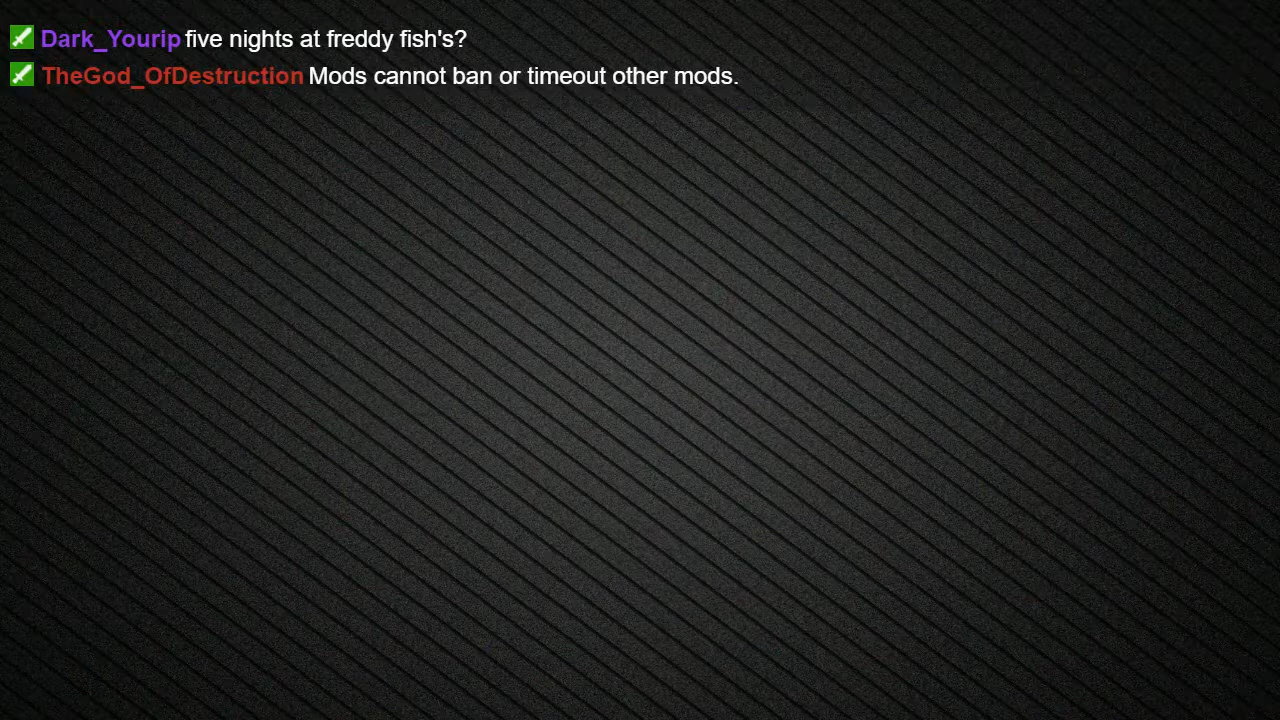 Dark_Yourip five nights at freddy fish's?
TheGod_OfDestruction Mods cannot ban or timeout other mods.